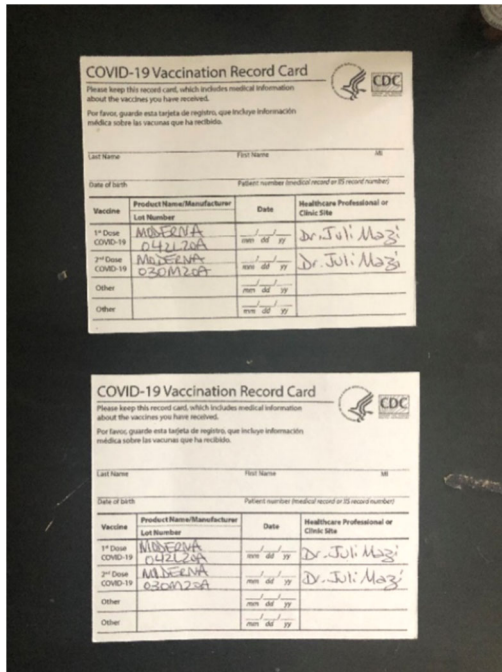 COVID-19 Vaccination Record Card
CDC
Please keep this record card, which includes medical information
about the vaccines you have received.
Por favor, guarde esta tarjeta de registro, que incluye información
médica sobre las vacunas que ha recibido.
Last Name First Name MI
Date of birth Patient number (medical record or IIS record number)
Vaccine Product Name/Manufacturer Date Healthcare Professional or
Lot Number Clinic Site
1st Dose MODERNA Dr. Juli Mazi
COVID-19 042L20A mm dd yy
2nd Dose MODERNA Dr. Juli Mazi
COVID-19 030M20A mm dd yy
Other
mm dd yy
Other
mm dd yy
COVID-19 Vaccination Record Card
CDC
Please keep this record card, which includes medical information
about the vaccines you have received.
Por favor, guarde esta tarjeta de registro, que incluye información
médica sobre las vacunas que ha recibido.
Last Name First Name MI
Date of birth Patient number (medical record or IIS record number)
Vaccine Product Name/Manufacturer Date Healthcare Professional or
Lot Number Clinic Site
1st Dose MODERNA Dr. Juli Mazi
COVID-19 042L20A mm dd yy
2nd Dose MODERNA Dr. Juli Mazi
COVID-19 030M20A mm dd yy
Other
mm dd yy
Other
mm dd yy